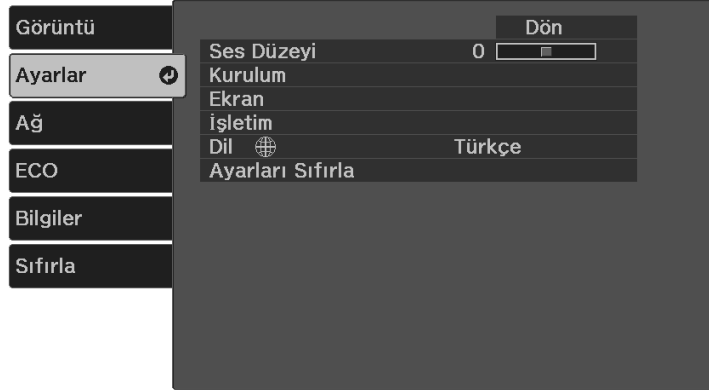 Görüntü
Ayarlar
Ağ
ECO
Bilgiler
Sıfırla
Dön
Ses Düzeyi 0
Kurulum
Ekran
İşletim
Dil Türkçe
Ayarları Sıfırla